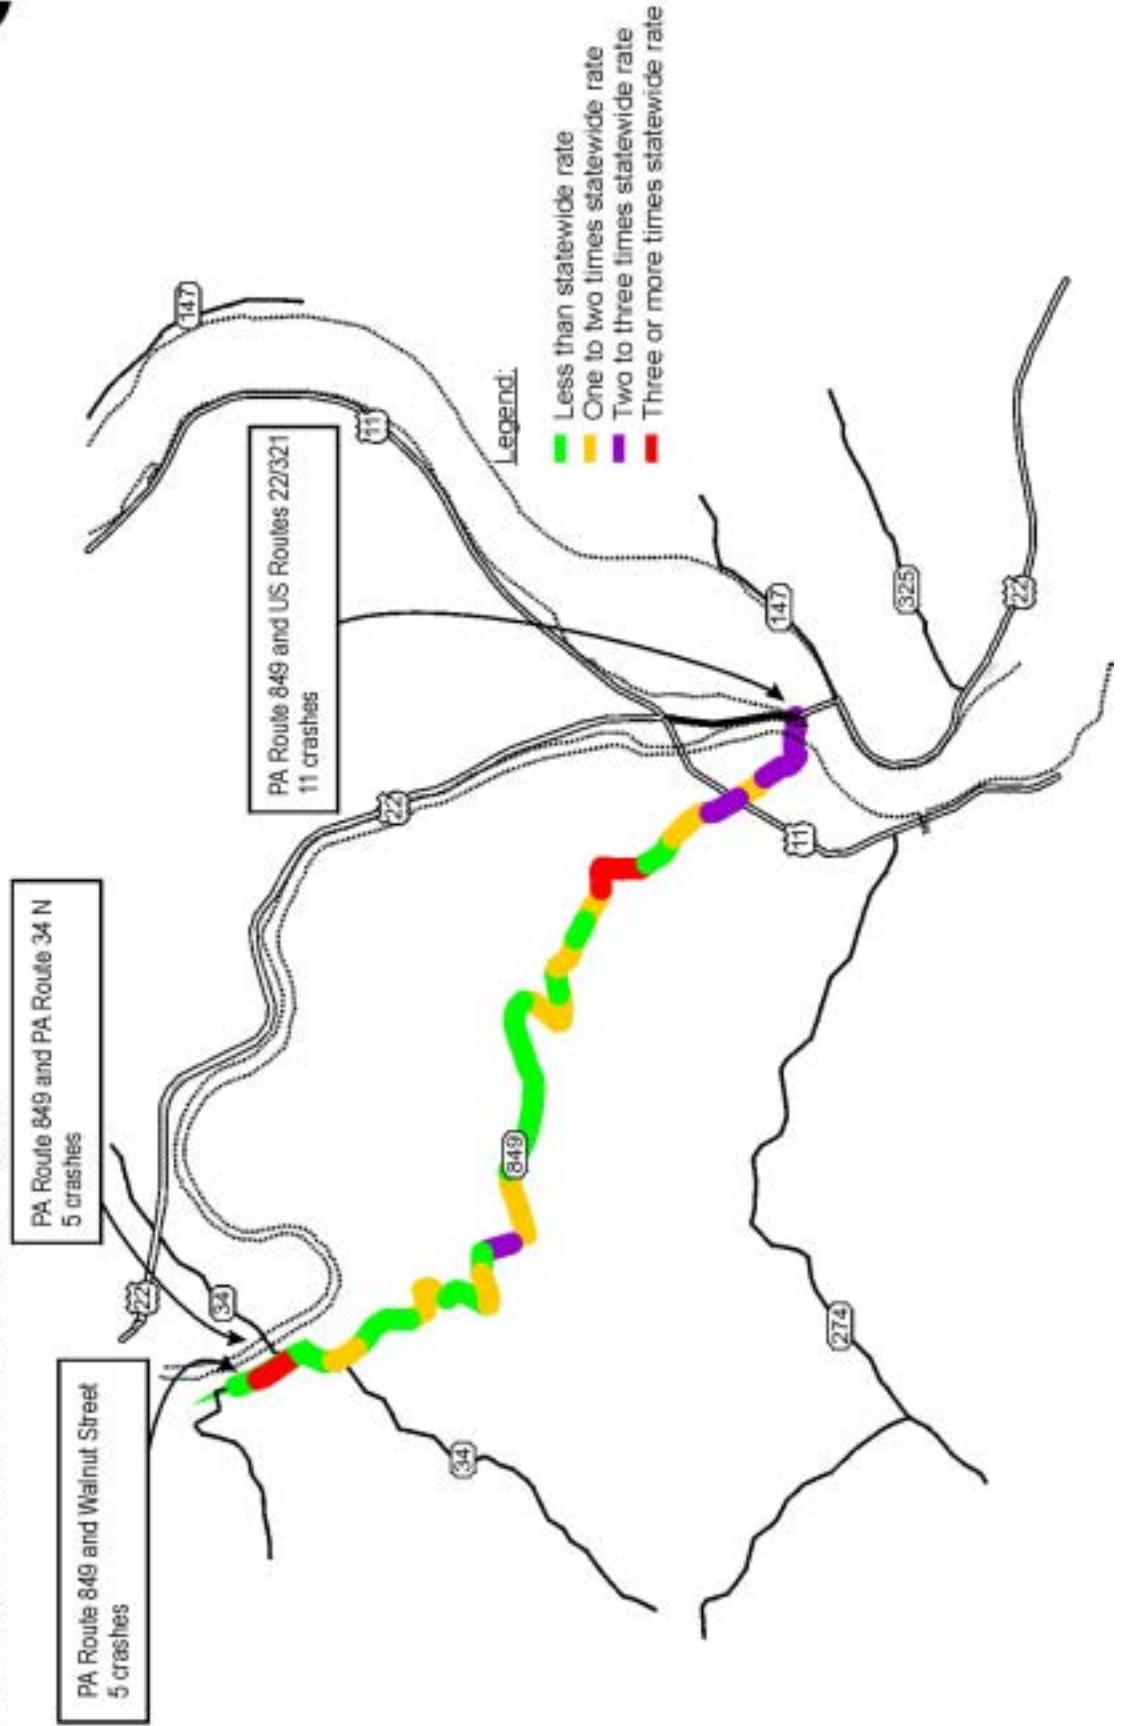 PA Route 849 and Walnut Street
5 crashes
PA Route 849 and PA Route 34 N
5 crashes
PA Route 849 and US Routes 22/321
11 crashes
Legend:
Less than statewide rate
One to two times statewide rate
Two to three times statewide rate
Three or more times statewide rate
22
34
34
849
22
11
147
11
147
325
22
274